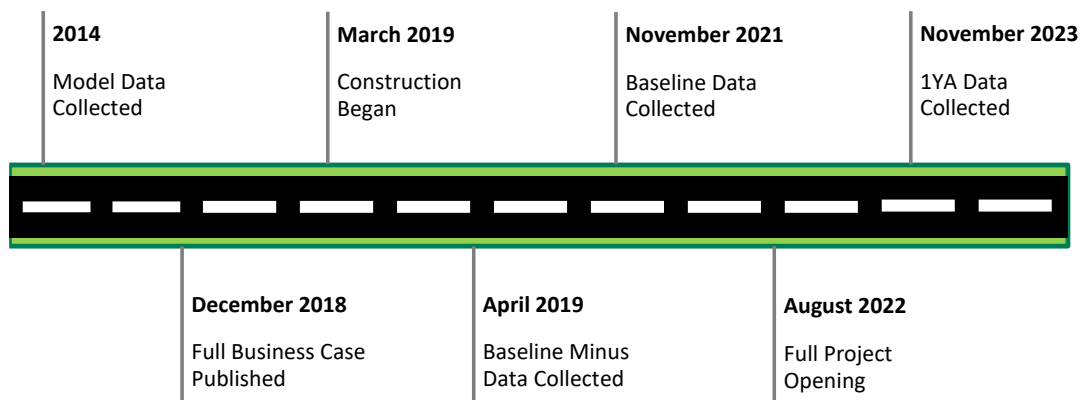 2014
Model Data
Collected
March 2019
Construction
Began
November 2021
Baseline Data
Collected
November 2023
1YA Data
Collected
December 2018
Full Business Case
Published
April 2019
Baseline Minus
Data Collected
August 2022
Full Project
Opening